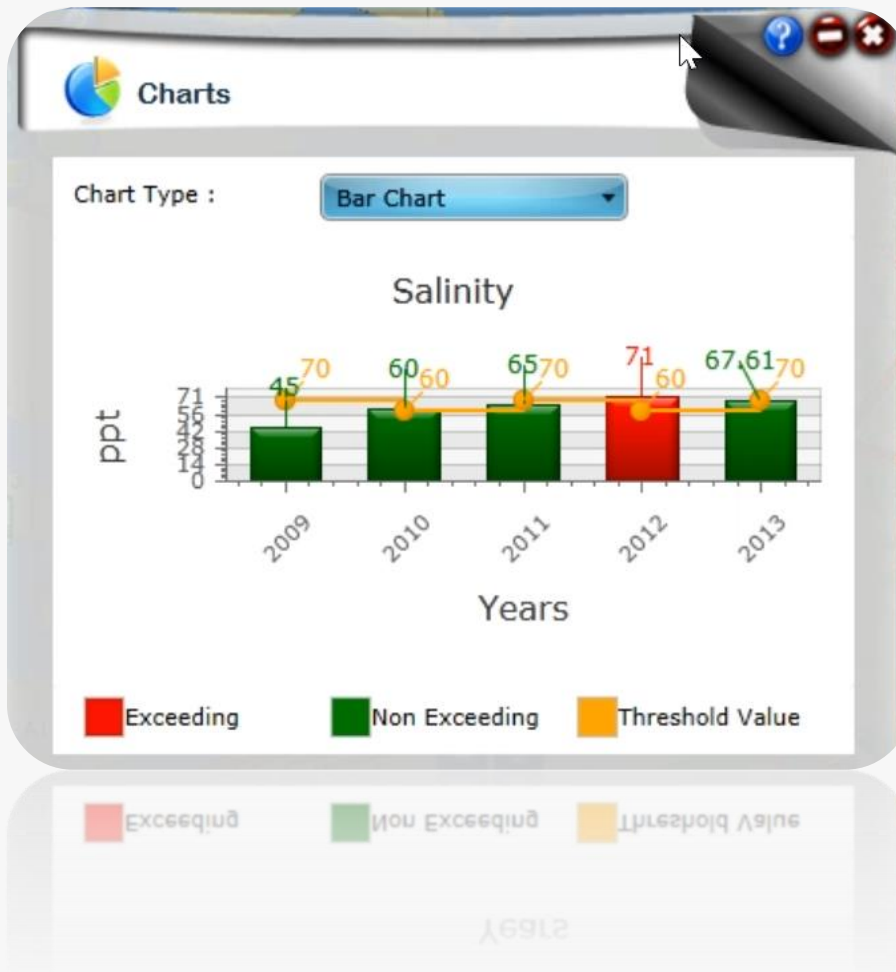 Charts
Chart Type :
Bar Chart
Salinity
45 70 60 60 65 70 71 60 67.61 70
71
56
42
28
14
0
ppt
2009 2010 2011 2012 2013
Years
Exceeding Non Exceeding Threshold Value
Exceeding Non Exceeding Threshold Value
Years